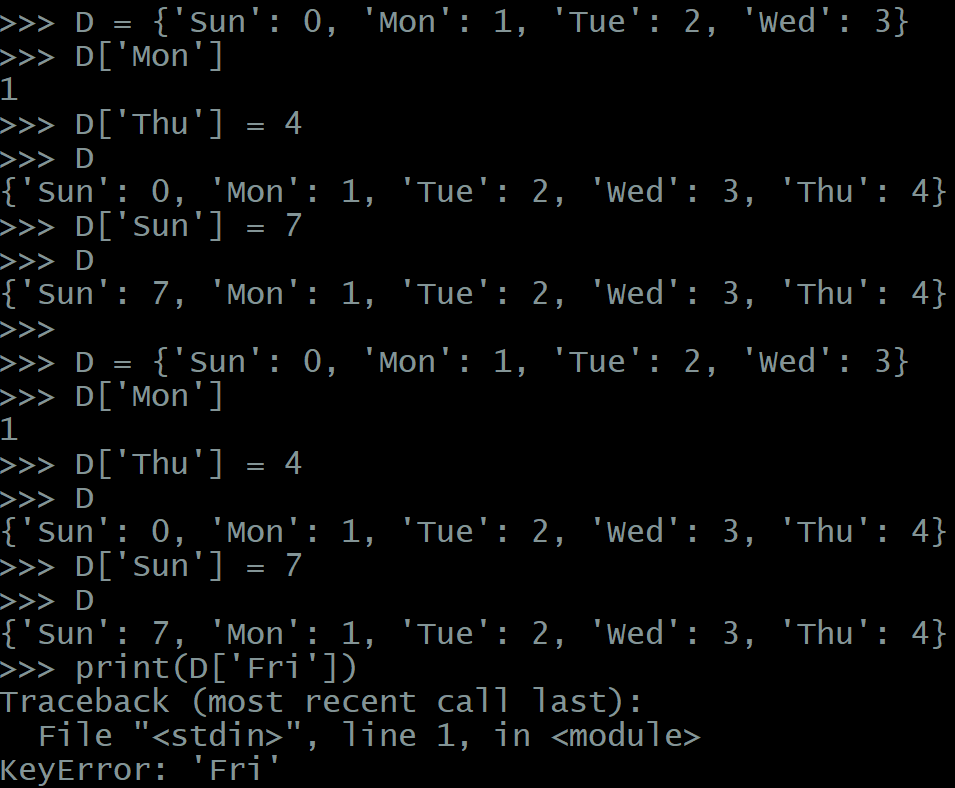 >>> D = {'Sun': 0, 'Mon': 1, 'Tue': 2, 'Wed': 3}
>>> D['Mon']
1
>>> D['Thu'] = 4
>>> D
{'Sun': 0, 'Mon': 1, 'Tue': 2, 'Wed': 3, 'Thu': 4}
>>> D['Sun'] = 7
>>> D
{'Sun': 7, 'Mon': 1, 'Tue': 2, 'Wed': 3, 'Thu': 4}
>>>
>>> D = {'Sun': 0, 'Mon': 1, 'Tue': 2, 'Wed': 3}
>>> D['Mon']
1
>>> D['Thu'] = 4
>>> D
{'Sun': 0, 'Mon': 1, 'Tue': 2, 'Wed': 3, 'Thu': 4}
>>> D['Sun'] = 7
>>> D
{'Sun': 7, 'Mon': 1, 'Tue': 2, 'Wed': 3, 'Thu': 4}
>>> print(D['Fri'])
Traceback (most recent call last):
  File "<stdin>", line 1, in <module>
KeyError: 'Fri'